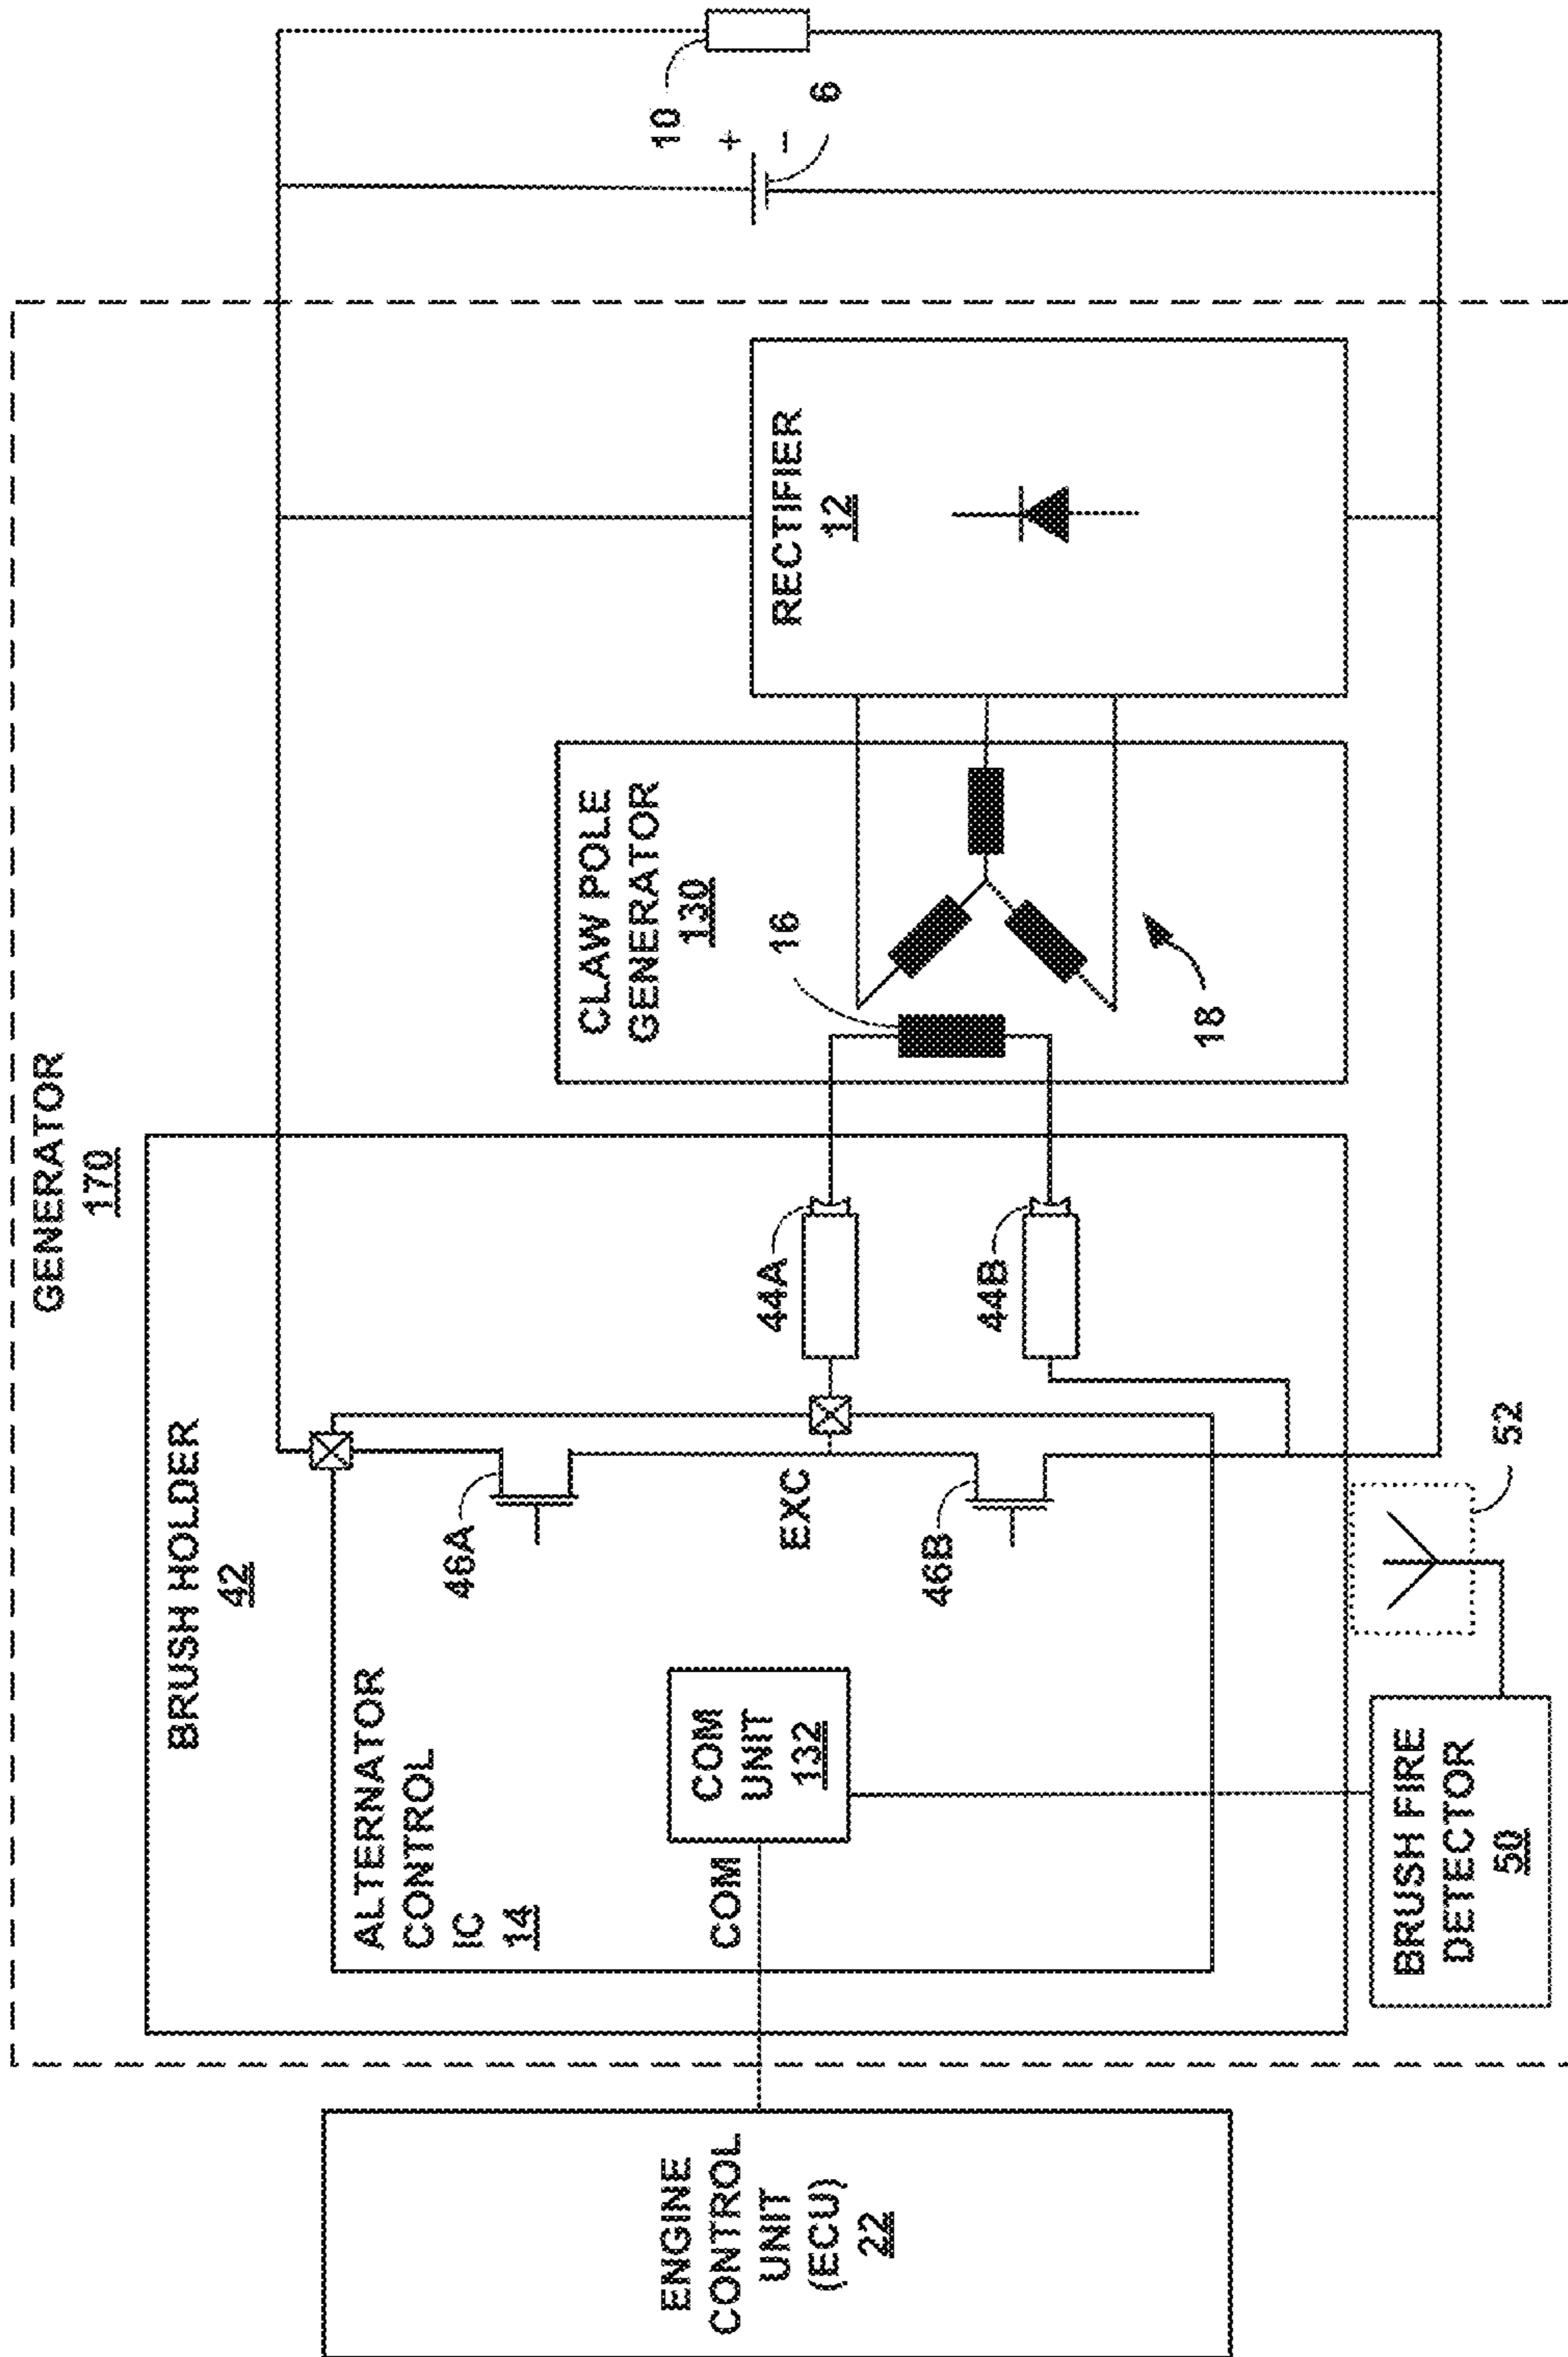 GENERATOR
170
BRUSH HOLDER
42
ALTERNATOR
CONTROL
IC
14
46A
COM
COM
UNIT
132
EXC
46B
44A
44B
CLAW POLE
GENERATOR
130
16
18
RECTIFIER
12
10
+
–
6
ENGINE
CONTROL
UNIT
(ECU)
22
BRUSH FIRE
DETECTOR
50
52